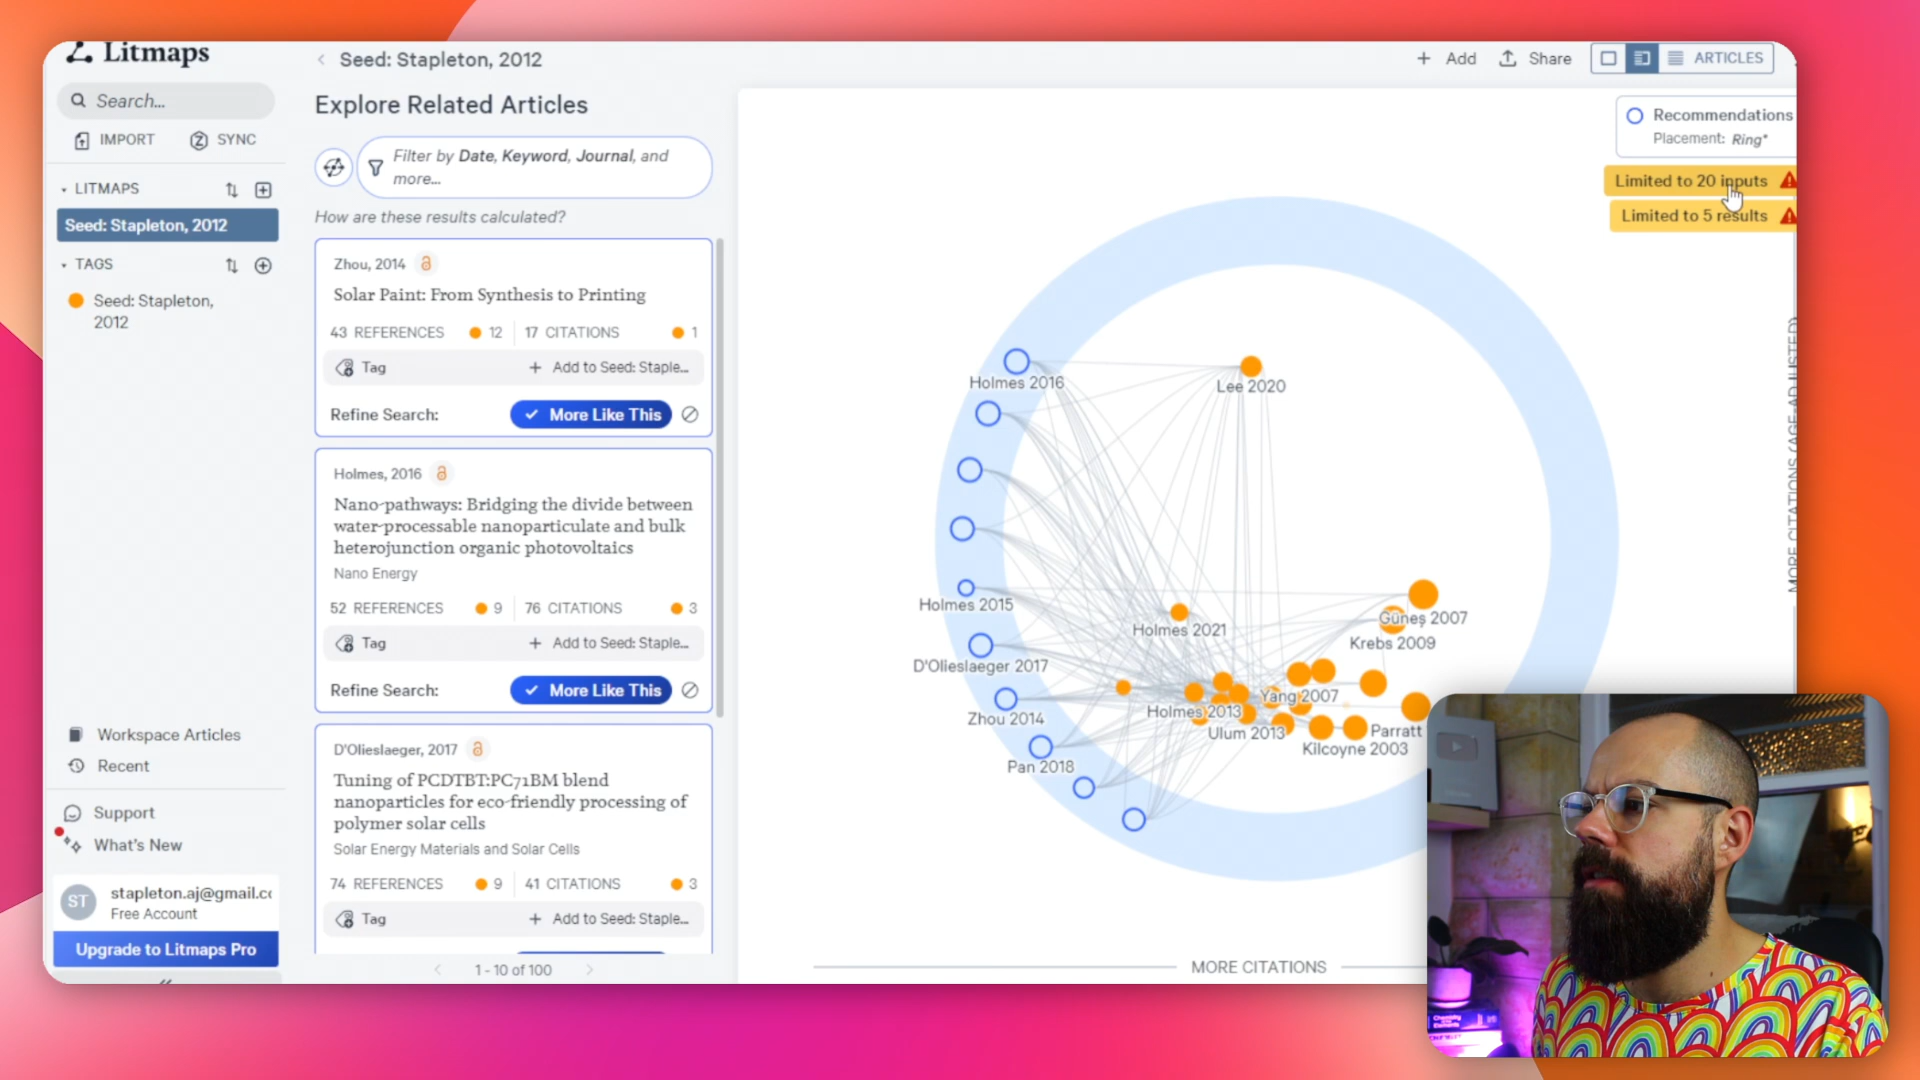 Litmaps
Search...
IMPORT
SYNC
LITMAPS
Seed: Stapleton, 2012
TAGS
Seed: Stapleton,
2012
Workspace Articles
Recent
Support
What's New
ST
stapleton.aj@gmail.co
Free Account
Upgrade to Litmaps Pro
Seed: Stapleton, 2012
Explore Related Articles
Filter by Date, Keyword, Journal, and
more...
How are these results calculated?
Zhou, 2014
Solar Paint: From Synthesis to Printing
43 REFERENCES 12 17 CITATIONS 1
Tag + Add to Seed: Staple...
Refine Search: More Like This
Holmes, 2016
Nano-pathways: Bridging the divide between
water-processable nanoparticulate and bulk
heterojunction organic photovoltaics
Nano Energy
52 REFERENCES 9 76 CITATIONS 3
Tag + Add to Seed: Staple...
Refine Search: More Like This
D'Olieslaeger, 2017
Tuning of PCDTBT:PC71BM blend
nanoparticles for eco-friendly processing of
polymer solar cells
Solar Energy Materials and Solar Cells
74 REFERENCES 9 41 CITATIONS 3
Tag + Add to Seed: Staple...
1 - 10 of 100
+ Add
Share
ARTICLES
Recommendations
Placement: Ring*
Limited to 20 inputs
Limited to 5 results
Holmes 2016
Lee 2020
Holmes 2015
Holmes 2021
Güneş 2007
Krebs 2009
D'Olieslaeger 2017
Yang 2007
Zhou 2014
Holmes 2013
Ulum 2013
Parratt
Kilcoyne 2003
Pan 2018
MORE CITATIONS
MORE CITATIONS (AGE-ADJUSTED)